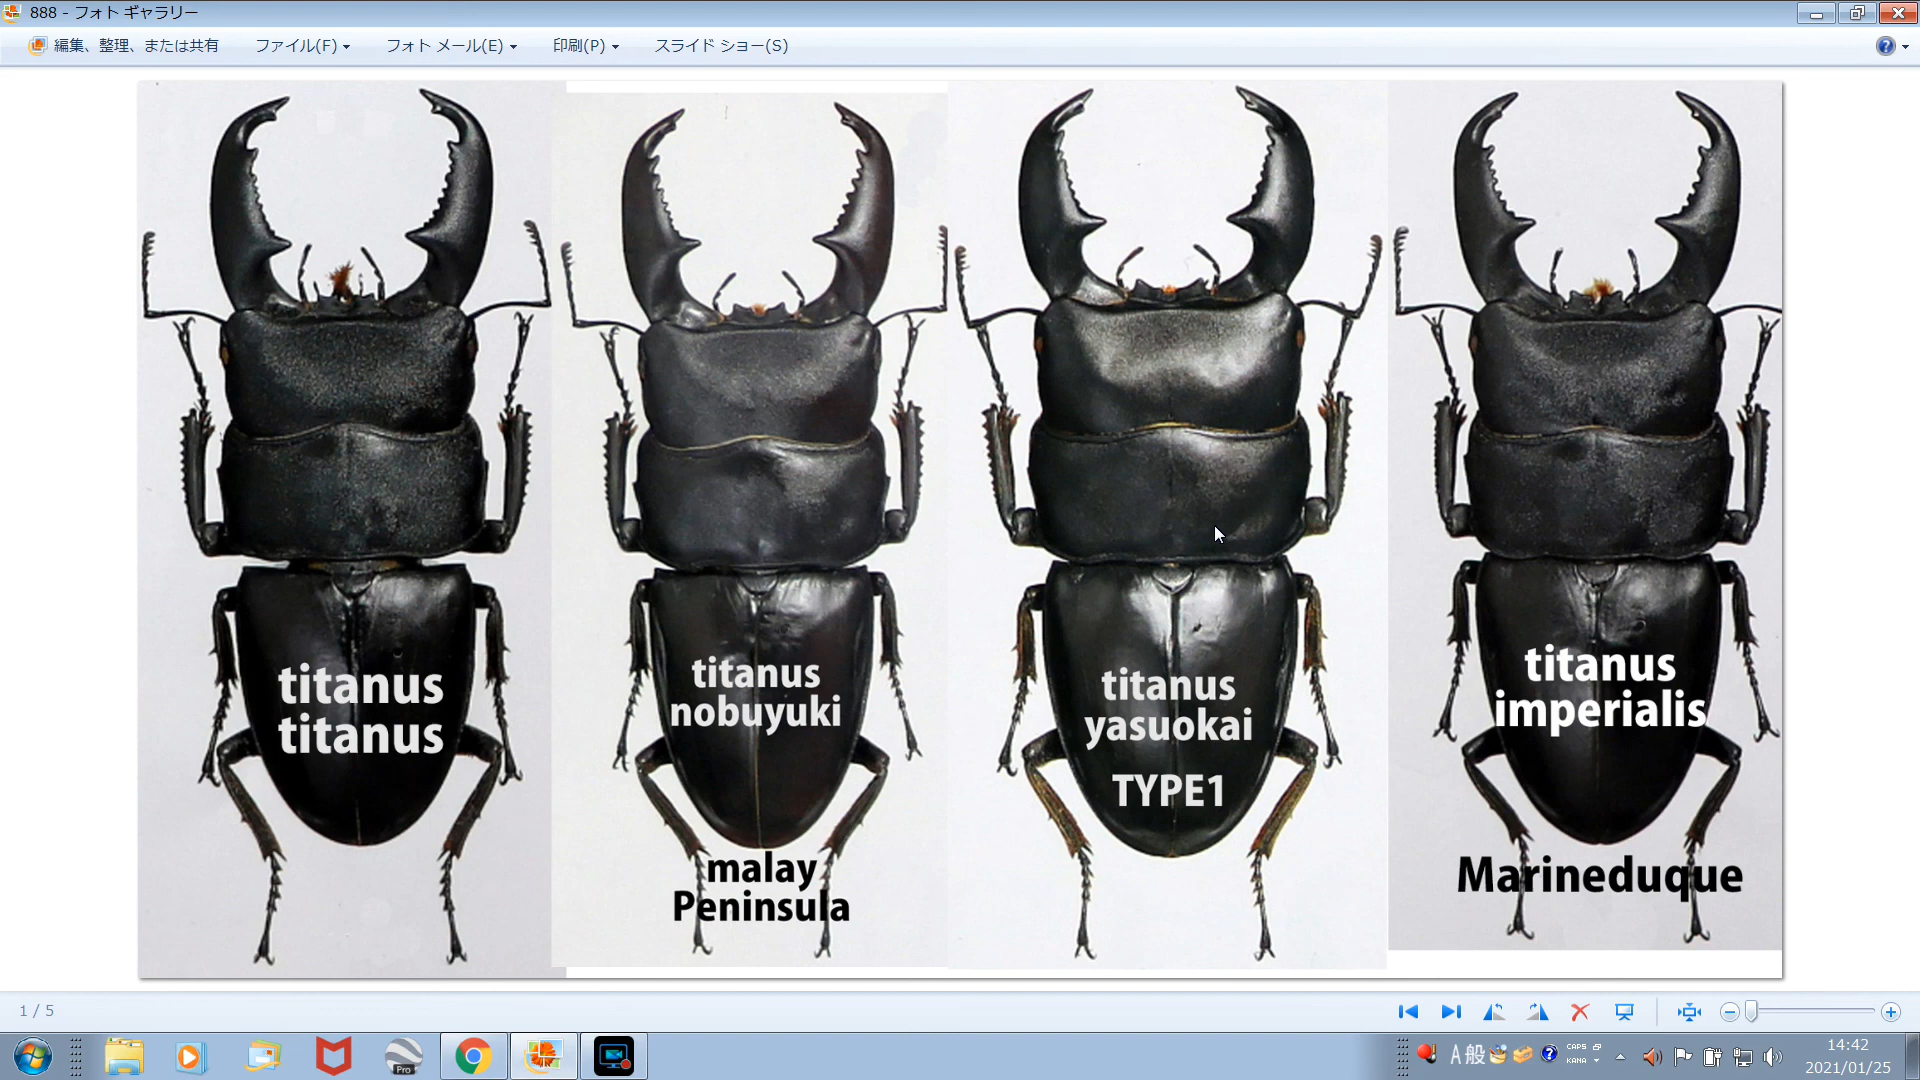 888 - フォト ギャラリー
編集、整理、または共有 ファイル(F) フォト メール(E) 印刷(P) スライド ショー(S)
titanus
titanus
titanus
nobuyuki
malay
Peninsula
titanus
yasuokai
TYPE1
titanus
imperialis
Marineduque
1 / 5
Pro
A 般
CAPS
KANA
14:42
2021/01/25